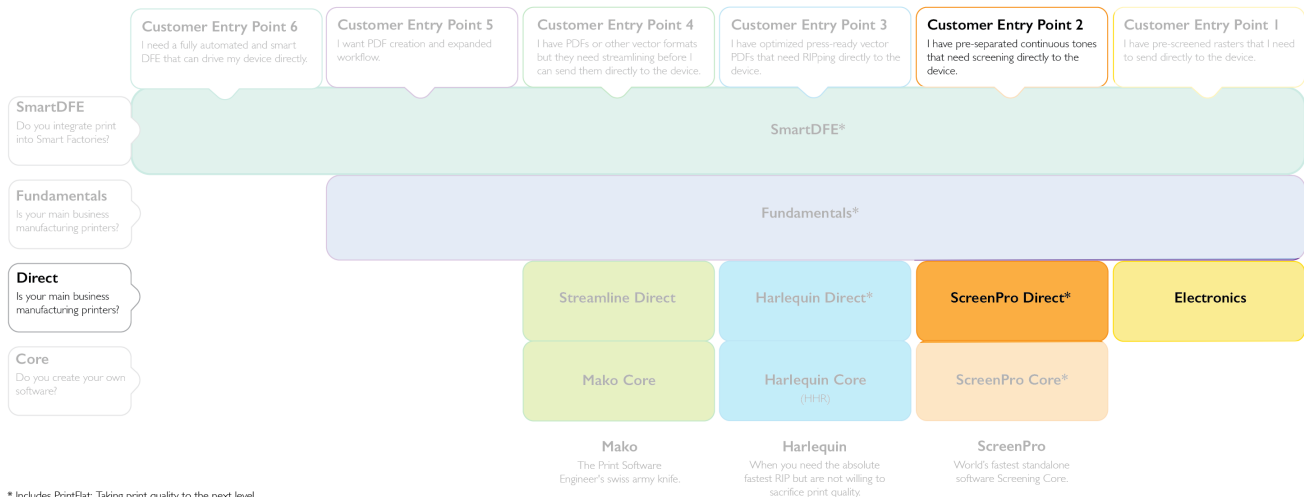 Customer Entry Point 6
I need a fully automated and smart
DFE that can drive my device directly.
Customer Entry Point 5
I want PDF creation and expanded
workflow.
Customer Entry Point 4
I have PDFs or other vector formats
but they need streamlining before I
can send them directly to the device.
Customer Entry Point 3
I have optimized press-ready vector
PDFs that need RIPping directly to the
device.
Customer Entry Point 2
I have pre-separated continuous tones
that need screening directly to the
device.
Customer Entry Point 1
I have pre-screened rasters that I need
to send directly to the device.
SmartDFE
Do you integrate print
into Smart Factories?
SmartDFE*
Fundamentals
Is your main business
manufacturing printers?
Fundamentals*
Direct
Is your main business
manufacturing printers?
Streamline Direct
Harlequin Direct*
ScreenPro Direct*
Electronics
Core
Do you create your own
software?
Mako Core
Harlequin Core
(HHR)
ScreenPro Core*
Mako
The Print Software
Engineer's swiss army knife.
Harlequin
When you need the absolute
fastest RIP but are not willing to
sacrifice print quality.
ScreenPro
World's fastest standalone
software Screening Core.
* Includes PrintFlat: Taking print quality to the next level